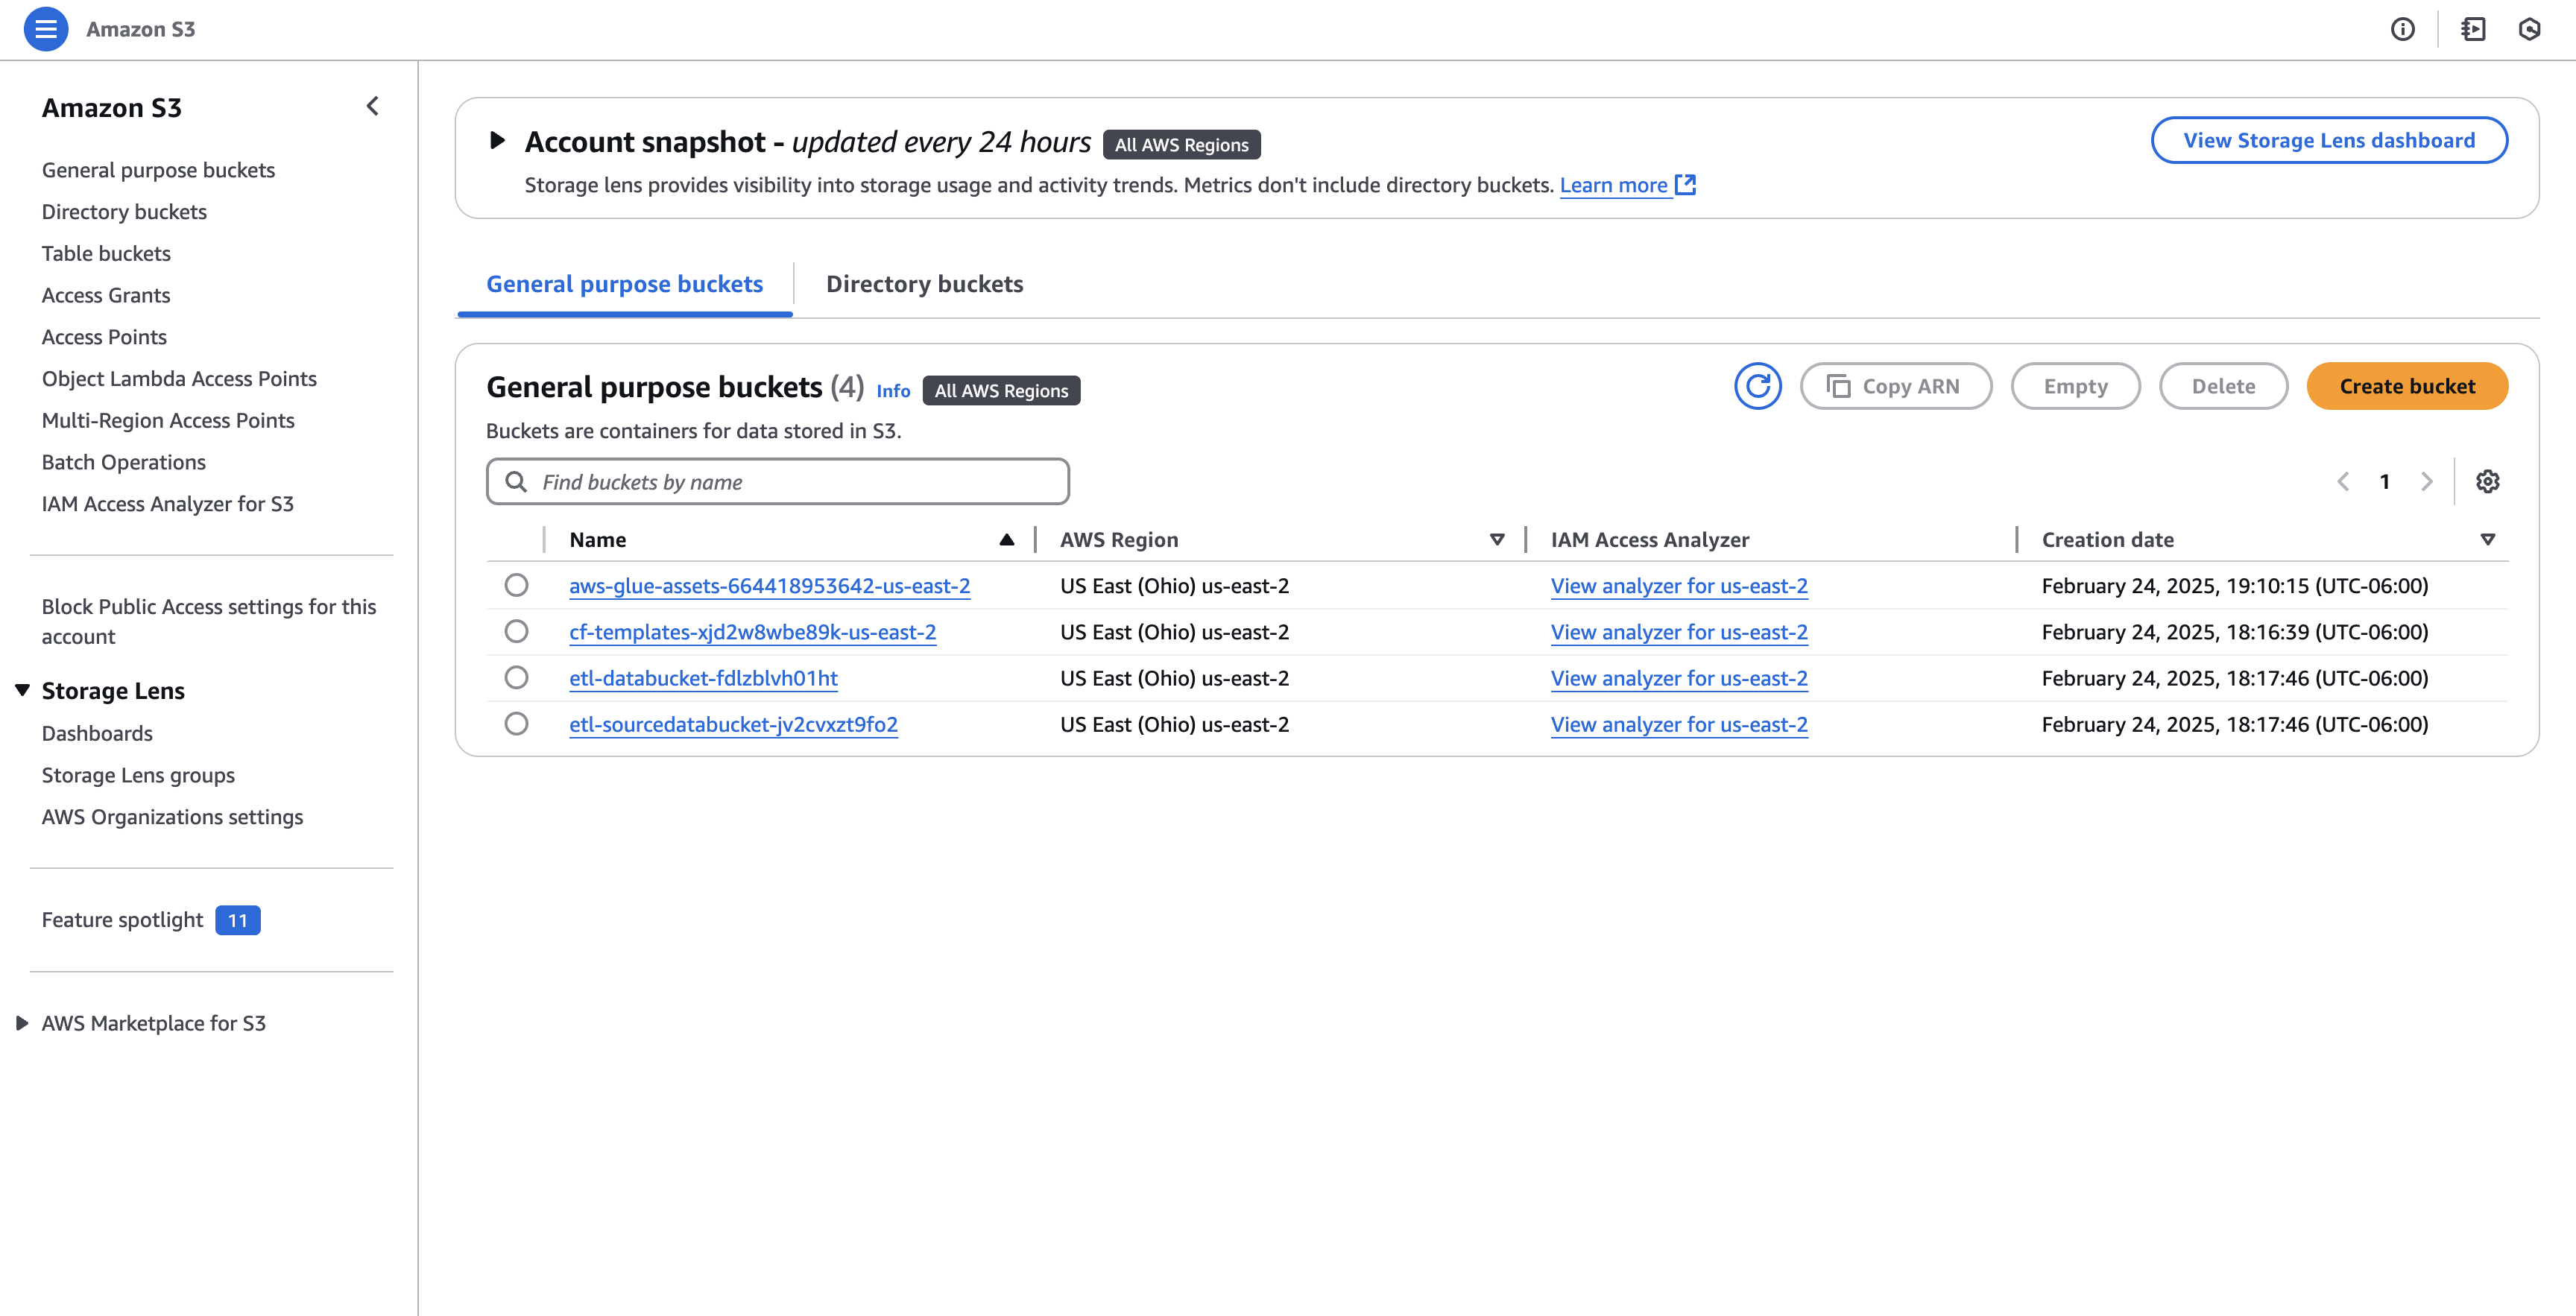 Amazon S3
Amazon S3
General purpose buckets
Directory buckets
Table buckets
Access Grants
Access Points
Object Lambda Access Points
Multi-Region Access Points
Batch Operations
IAM Access Analyzer for S3
Block Public Access settings for this
account
Storage Lens
Dashboards
Storage Lens groups
AWS Organizations settings
Feature spotlight 11
AWS Marketplace for S3
Account snapshot - updated every 24 hours All AWS Regions
View Storage Lens dashboard
Storage lens provides visibility into storage usage and activity trends. Metrics don't include directory buckets. Learn more
General purpose buckets Directory buckets
General purpose buckets (4) Info All AWS Regions
Copy ARN Empty Delete Create bucket
Buckets are containers for data stored in S3.
Find buckets by name
1
Name AWS Region IAM Access Analyzer Creation date
aws-glue-assets-664418953642-us-east-2 US East (Ohio) us-east-2 View analyzer for us-east-2 February 24, 2025, 19:10:15 (UTC-06:00)
cf-templates-xjd2w8wbe89k-us-east-2 US East (Ohio) us-east-2 View analyzer for us-east-2 February 24, 2025, 18:16:39 (UTC-06:00)
etl-databucket-fdlzblvh01ht US East (Ohio) us-east-2 View analyzer for us-east-2 February 24, 2025, 18:17:46 (UTC-06:00)
etl-sourcedatabucket-jv2cvxzt9fo2 US East (Ohio) us-east-2 View analyzer for us-east-2 February 24, 2025, 18:17:46 (UTC-06:00)